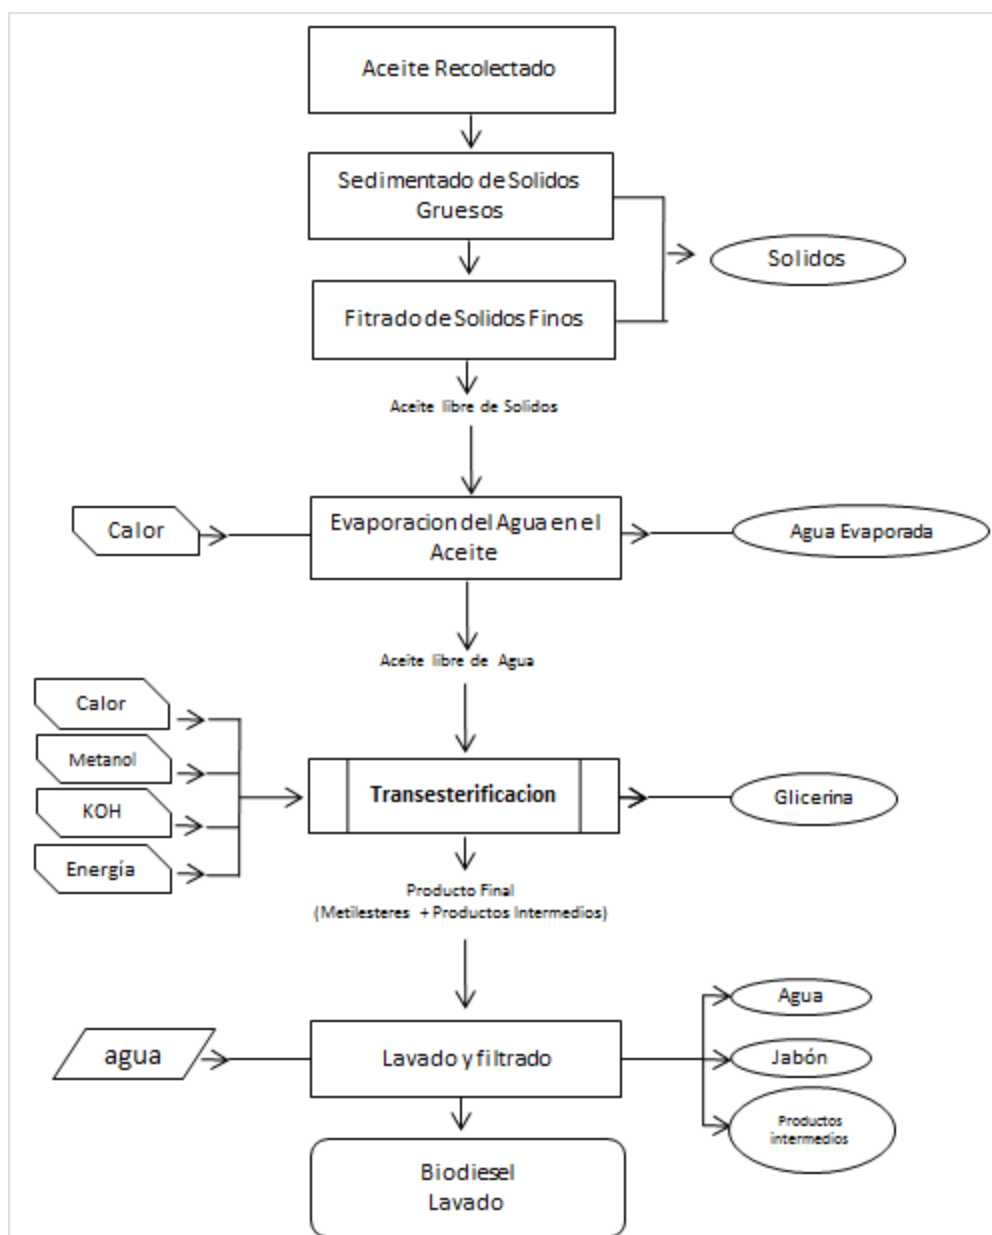 Aceite Recolectado
Sedimentado de Solidos
Gruesos
Solidos
Fitrado de Solidos Finos
Aceite libre de Solidos
Calor
Evaporacion del Agua en el
Aceite
Agua Evaporada
Aceite libre de Agua
Calor
Metanol
KOH
Energía
Transesterificacion
Glicerina
Producto Final
(Metilesteres + Productos Intermedios)
agua
Lavado y filtrado
Agua
Jabón
Productos
intermedios
Biodiesel
Lavado